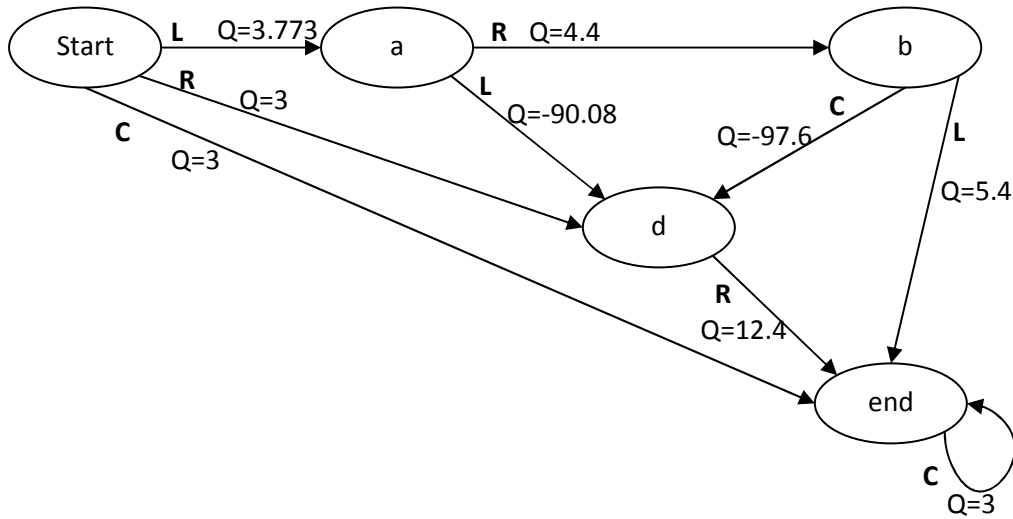 Start
L
Q=3.773
a
R
Q=4.4
b
R
Q=3
L
Q=-90.08
C
Q=-97.6
L
C
Q=3
Q=5.4
d
R
Q=12.4
end
C
Q=3